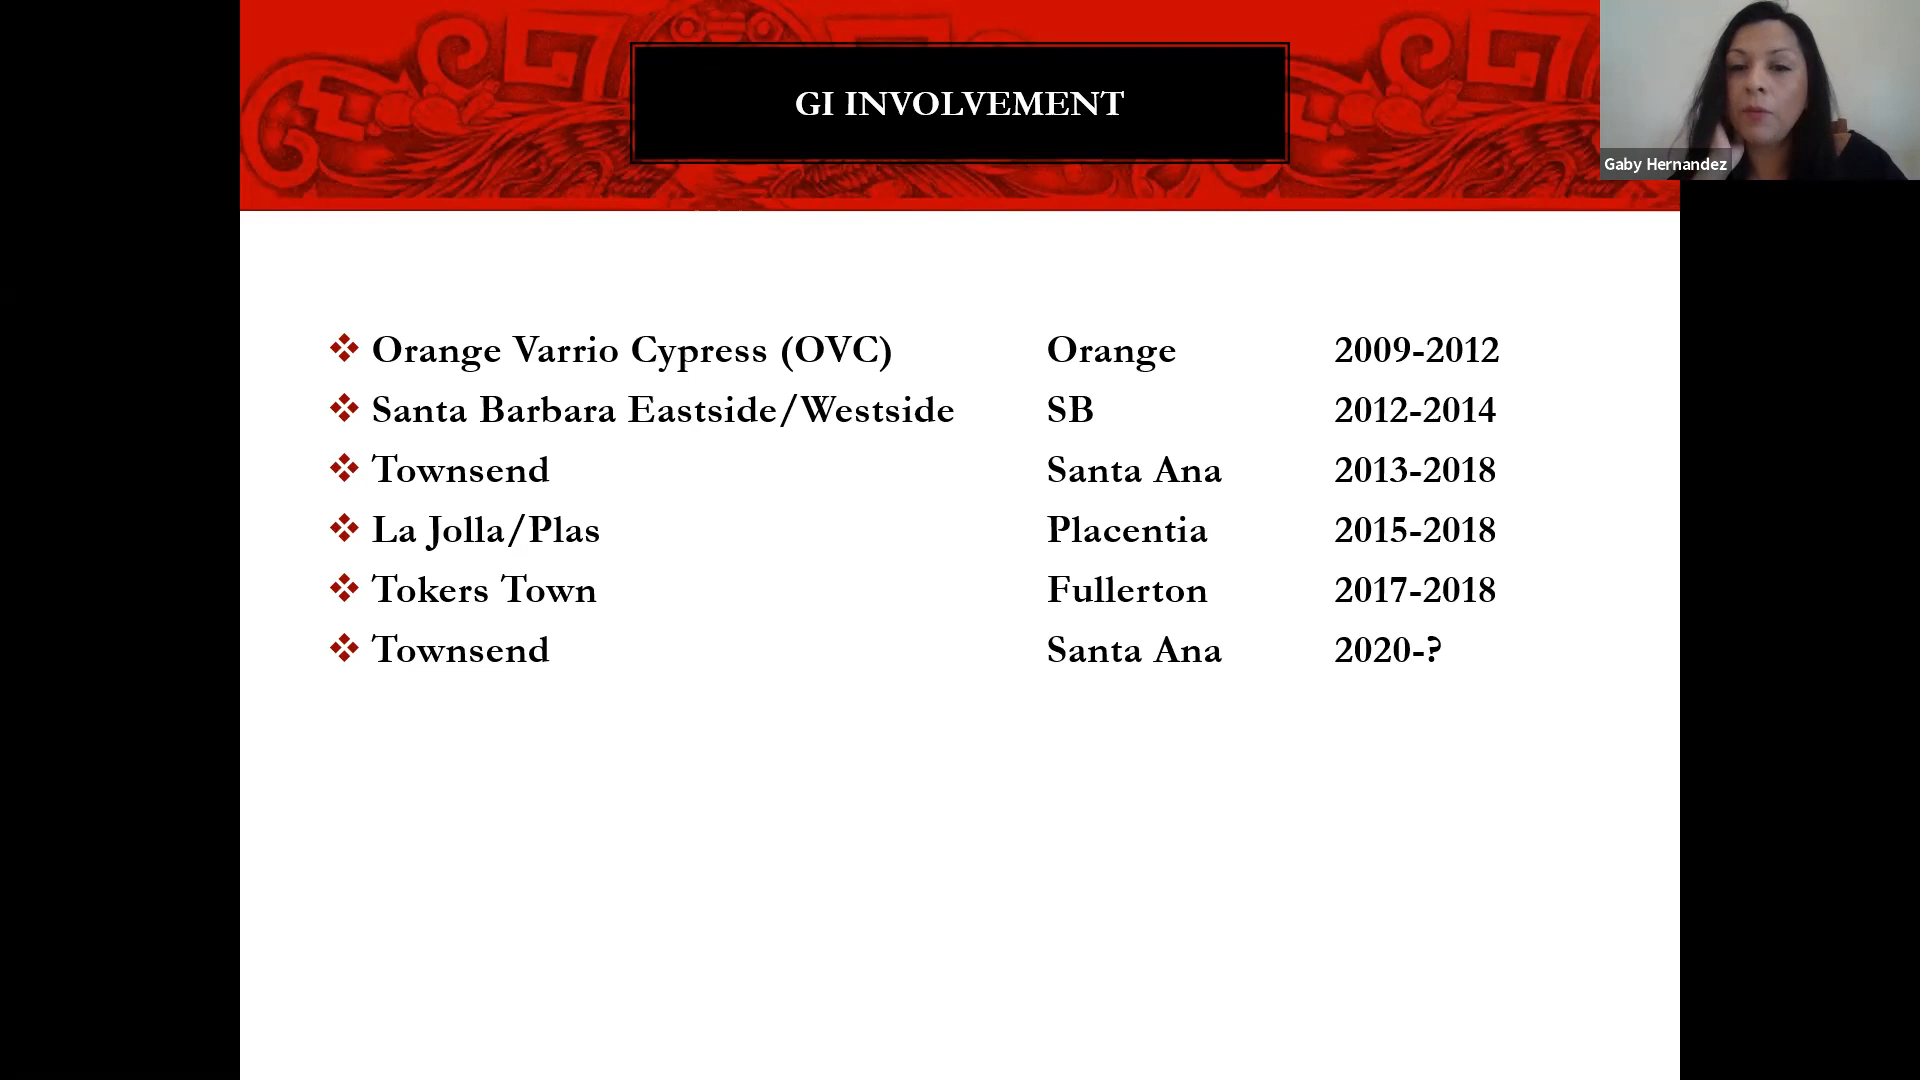 GI INVOLVEMENT
Gaby Hernandez
Orange Varrio Cypress (OVC) Orange 2009-2012
Santa Barbara Eastside/Westside SB 2012-2014
Townsend Santa Ana 2013-2018
La Jolla/Plas Placentia 2015-2018
Tokers Town Fullerton 2017-2018
Townsend Santa Ana 2020-?